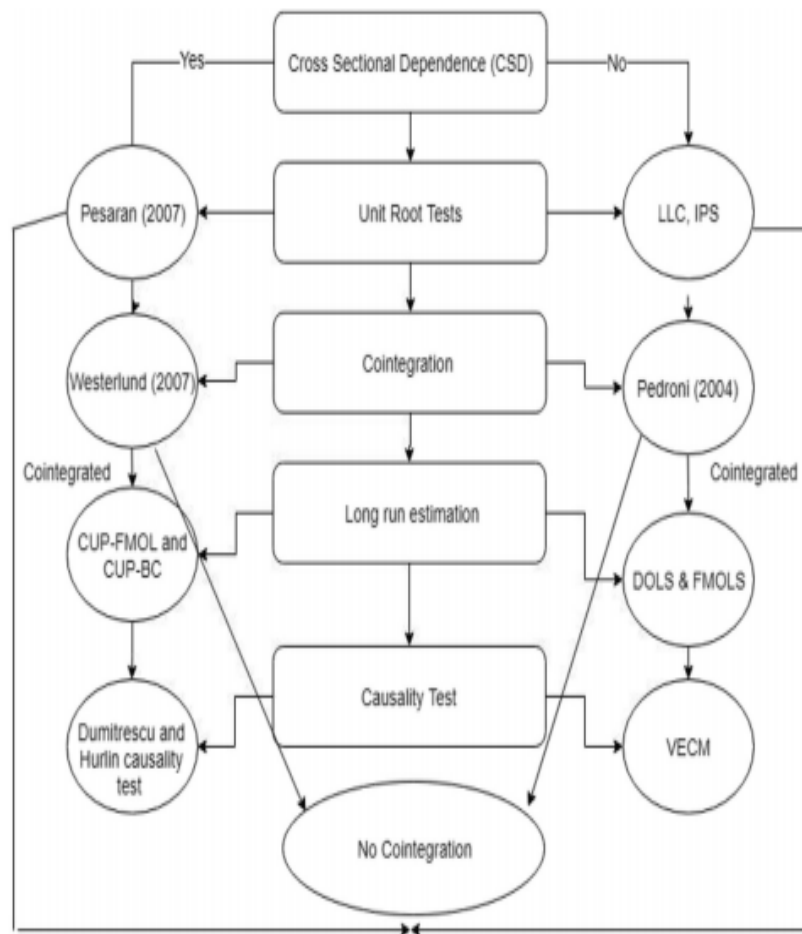 Yes
Cross Sectional Dependence (CSD)
No
Pesaran (2007)
Unit Root Tests
LLC, IPS
Westerlund (2007)
Cointegration
Pedroni (2004)
Cointegrated
Cointegrated
CUP-FMOL and
CUP-BC
Long run estimation
DOLS & FMOLS
Dumitrescu and
Hurlin causality
test
Causality Test
VECM
No Cointegration